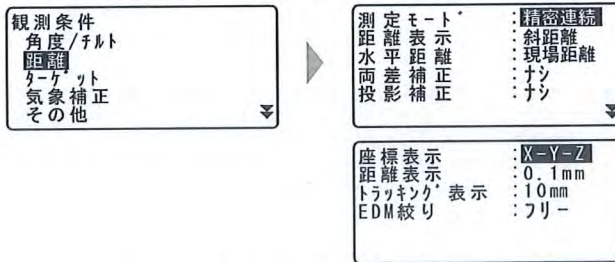 観測条件
角度/チルト
距離
ターゲット
気象補正
その他
測定モード :精密連続
距離表示 :斜距離
水平距離 :現場距離
両差補正 :ナシ
投影補正 :ナシ
座標表示 :X-Y-Z
距離表示 :0.1mm
トラッキング表示 :10mm
EDM絞り :フリー